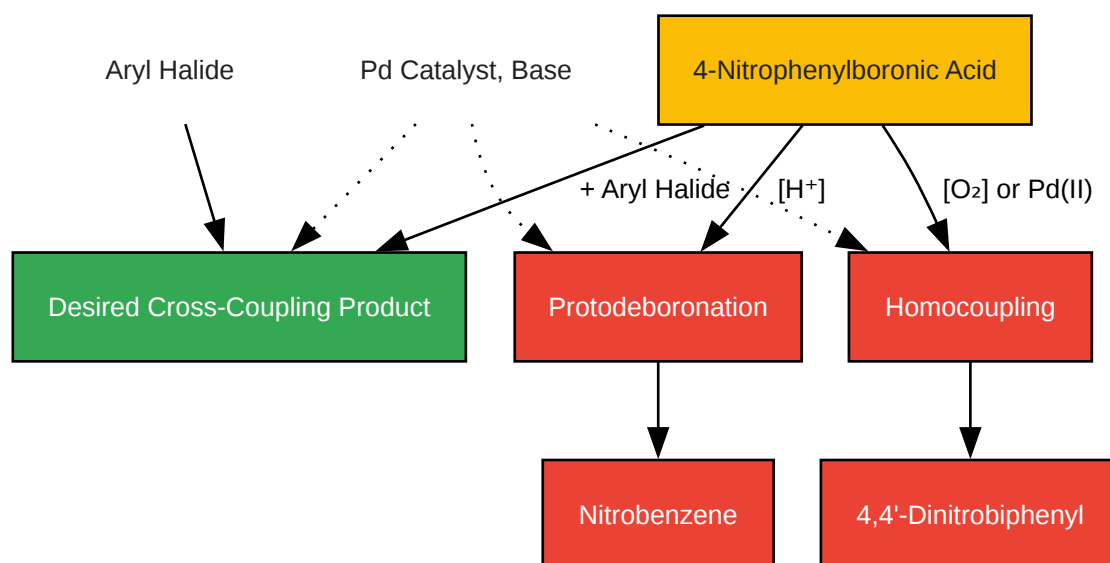 Aryl Halide
Pd Catalyst, Base
4-Nitrophenylboronic Acid
+ Aryl Halide
[H⁺]
[O₂] or Pd(II)
Desired Cross-Coupling Product
Protodeboronation
Homocoupling
Nitrobenzene
4,4'-Dinitrobiphenyl